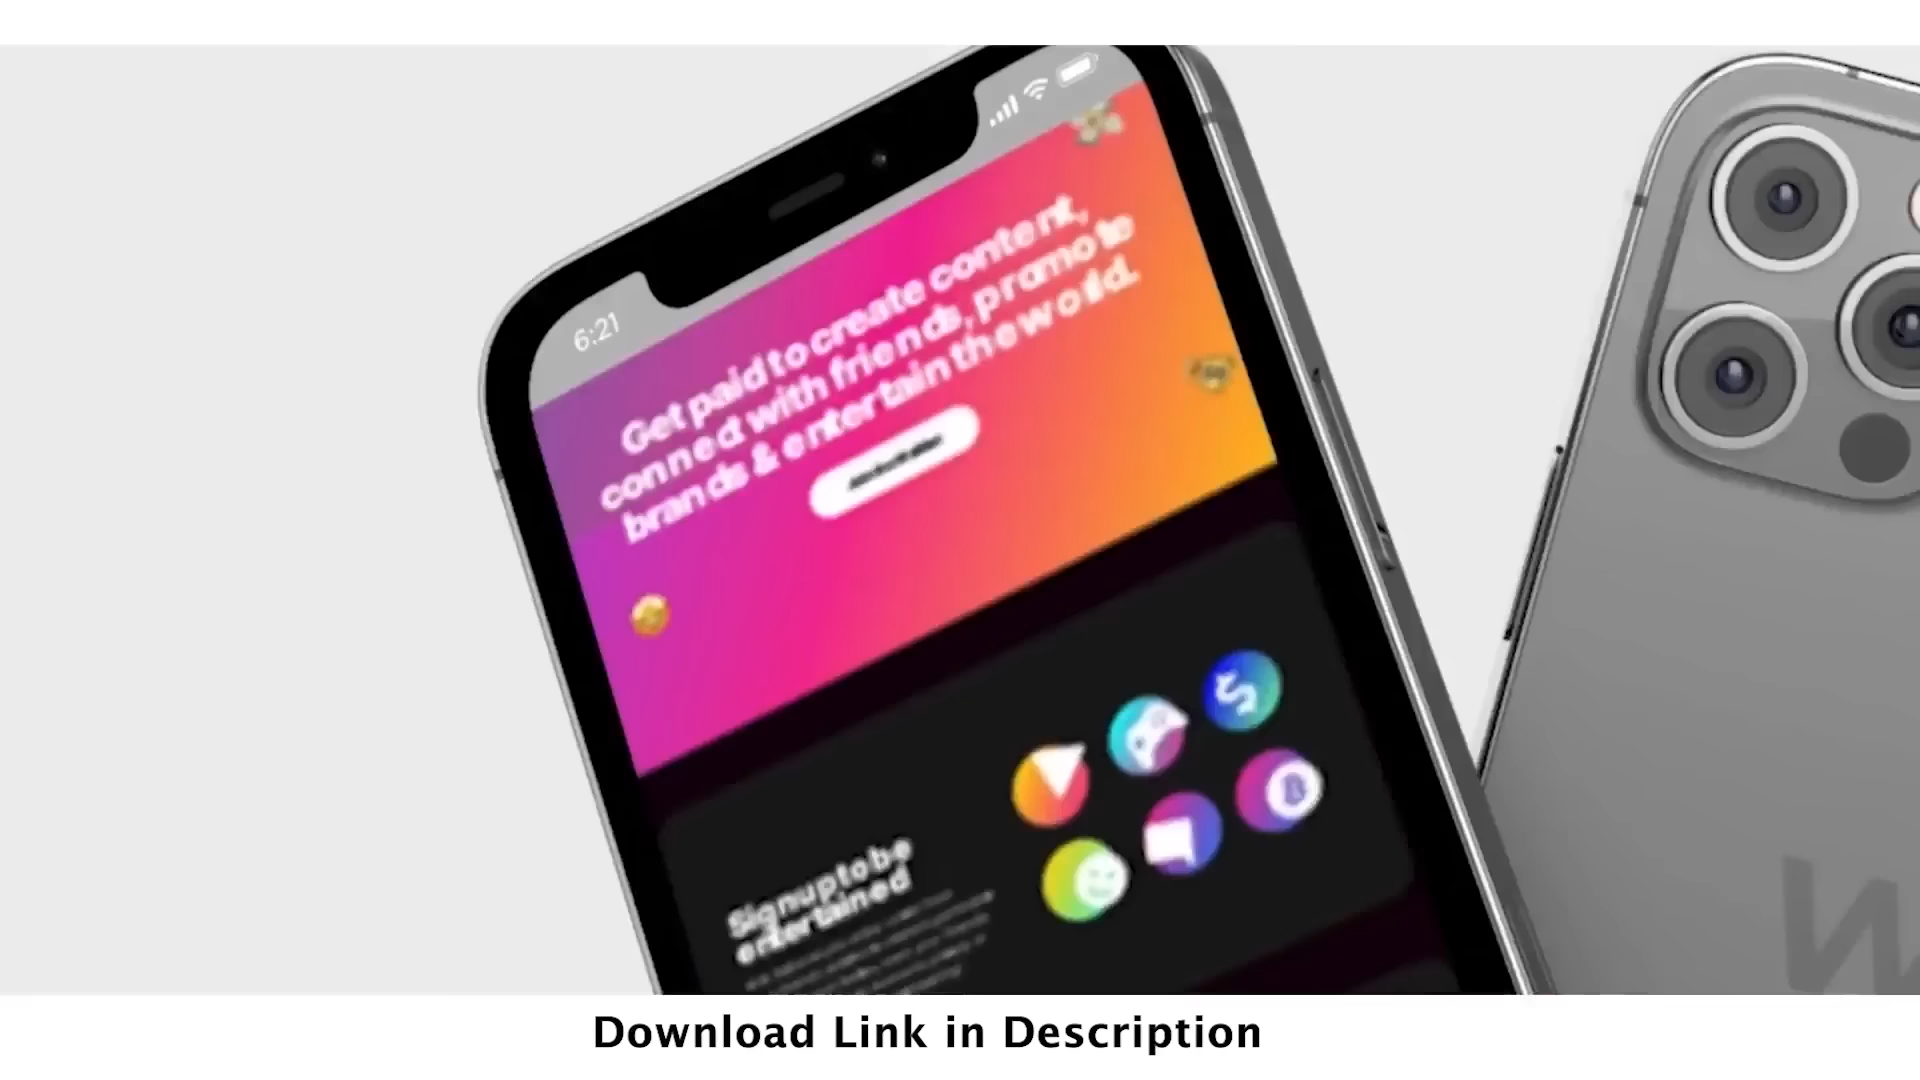 6:21
Get paid to create content,
connect with friends, promote
brands & entertain the world.
Sign up to be
entertained
Download Link in Description